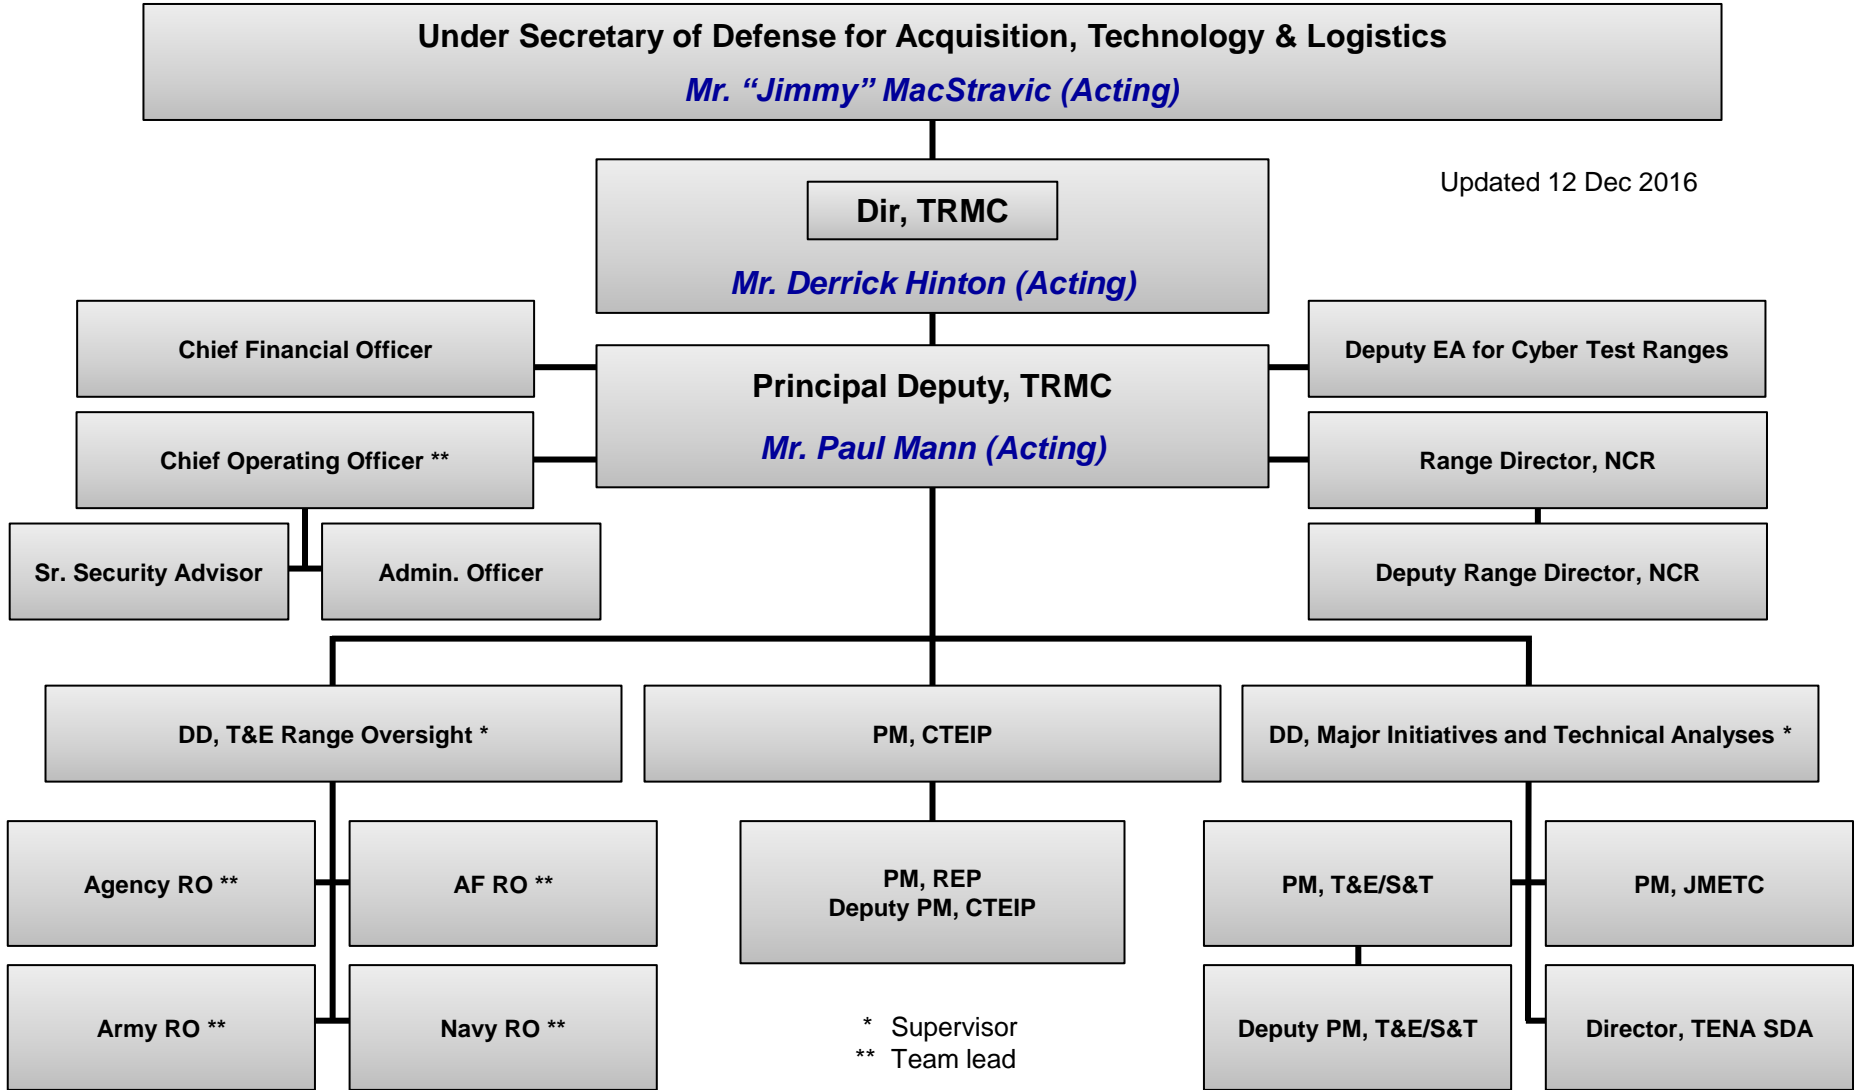 Under Secretary of Defense for Acquisition, Technology & Logistics
Mr. “Jimmy” MacStravic (Acting)
Updated 12 Dec 2016
Dir, TRMC
Mr. Derrick Hinton (Acting)
Chief Financial Officer
Deputy EA for Cyber Test Ranges
Principal Deputy, TRMC
Mr. Paul Mann (Acting)
Chief Operating Officer **
Range Director, NCR
Sr. Security Advisor
Admin. Officer
Deputy Range Director, NCR
DD, T&E Range Oversight *
PM, CTEIP
DD, Major Initiatives and Technical Analyses *
Agency RO **
AF RO **
PM, REP
Deputy PM, CTEIP
PM, T&E/S&T
PM, JMETC
Army RO **
Navy RO **
Deputy PM, T&E/S&T
Director, TENA SDA
* Supervisor
** Team lead